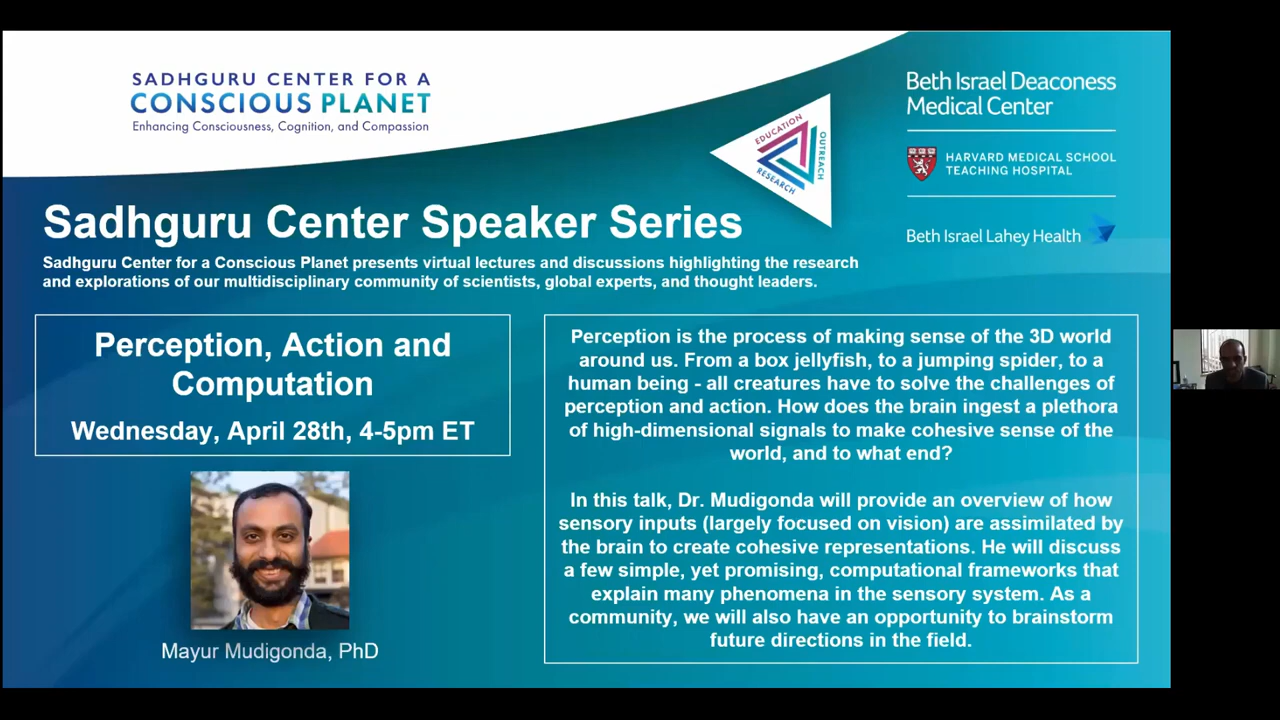 SADHGURU CENTER FOR A
CONSCIOUS PLANET
Enhancing Consciousness, Cognition, and Compassion
EDUCATION
OUTREACH
RESEARCH
Beth Israel Deaconess
Medical Center
HARVARD MEDICAL SCHOOL
TEACHING HOSPITAL
Beth Israel Lahey Health
Sadhguru Center Speaker Series
Sadhguru Center for a Conscious Planet presents virtual lectures and discussions highlighting the research
and explorations of our multidisciplinary community of scientists, global experts, and thought leaders.
Perception, Action and
Computation
Wednesday, April 28th, 4-5pm ET
Mayur Mudigonda, PhD
Perception is the process of making sense of the 3D world
around us. From a box jellyfish, to a jumping spider, to a
human being - all creatures have to solve the challenges of
perception and action. How does the brain ingest a plethora
of high-dimensional signals to make cohesive sense of the
world, and to what end?
In this talk, Dr. Mudigonda will provide an overview of how
sensory inputs (largely focused on vision) are assimilated by
the brain to create cohesive representations. He will discuss
a few simple, yet promising, computational frameworks that
explain many phenomena in the sensory system. As a
community, we will also have an opportunity to brainstorm
future directions in the field.